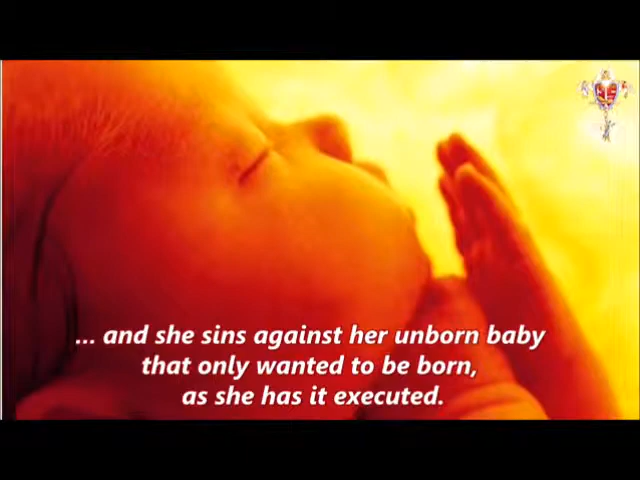 ... and she sins against her unborn baby
that only wanted to be born,
as she has it executed.